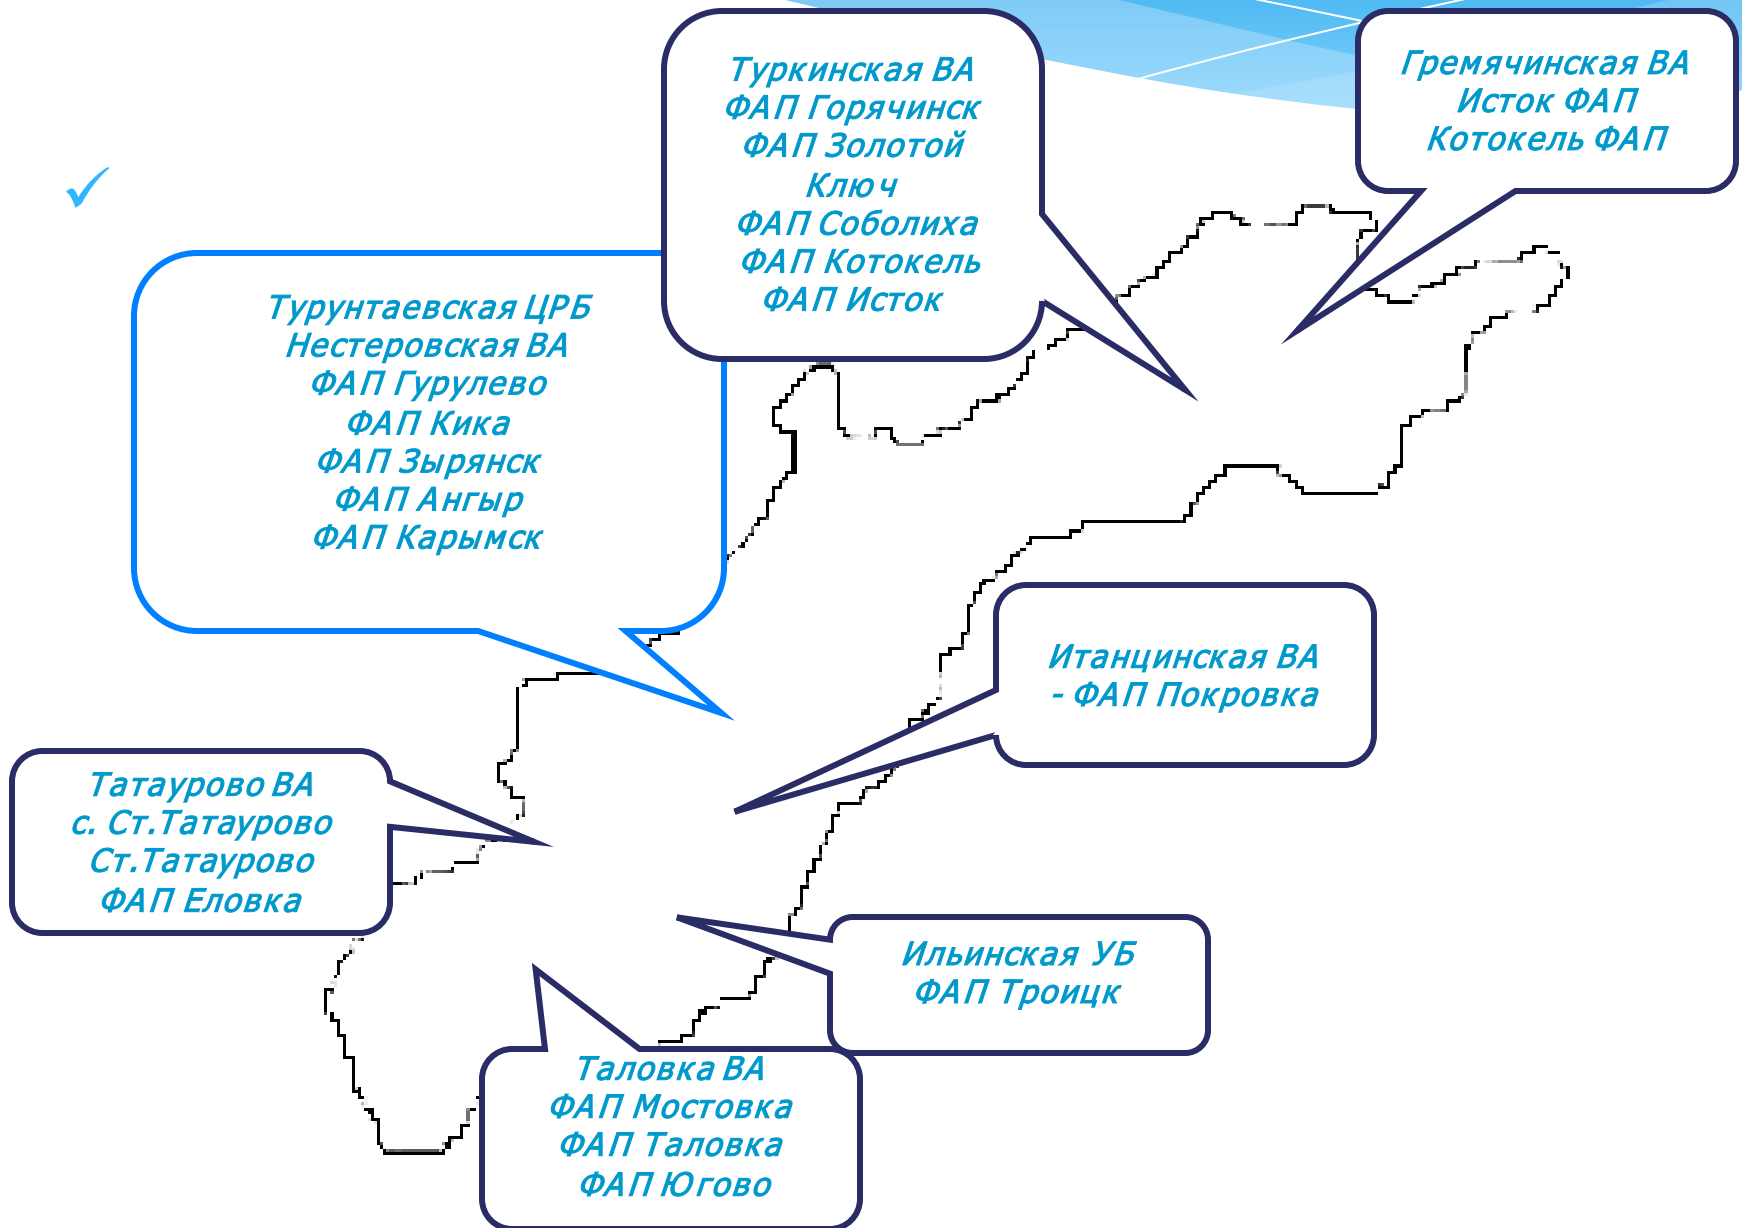 Туркинская ВА
ФАП Горячинск
ФАП Золотой
Ключ
ФАП Соболиха
ФАП Котокель
ФАП Исток
Гремячинская ВА
Исток ФАП
Котокель ФАП
Турунтаевская ЦРБ
Нестеровская ВА
ФАП Гурулево
ФАП Кика
ФАП Зырянск
ФАП Ангыр
ФАП Карымск
Итанцинская ВА
- ФАП Покровка
Татаурово ВА
с. Ст.Татаурово
Ст.Татаурово
ФАП Еловка
Ильинская УБ
ФАП Троицк
Таловка ВА
ФАП Мостовка
ФАП Таловка
ФАП Югово